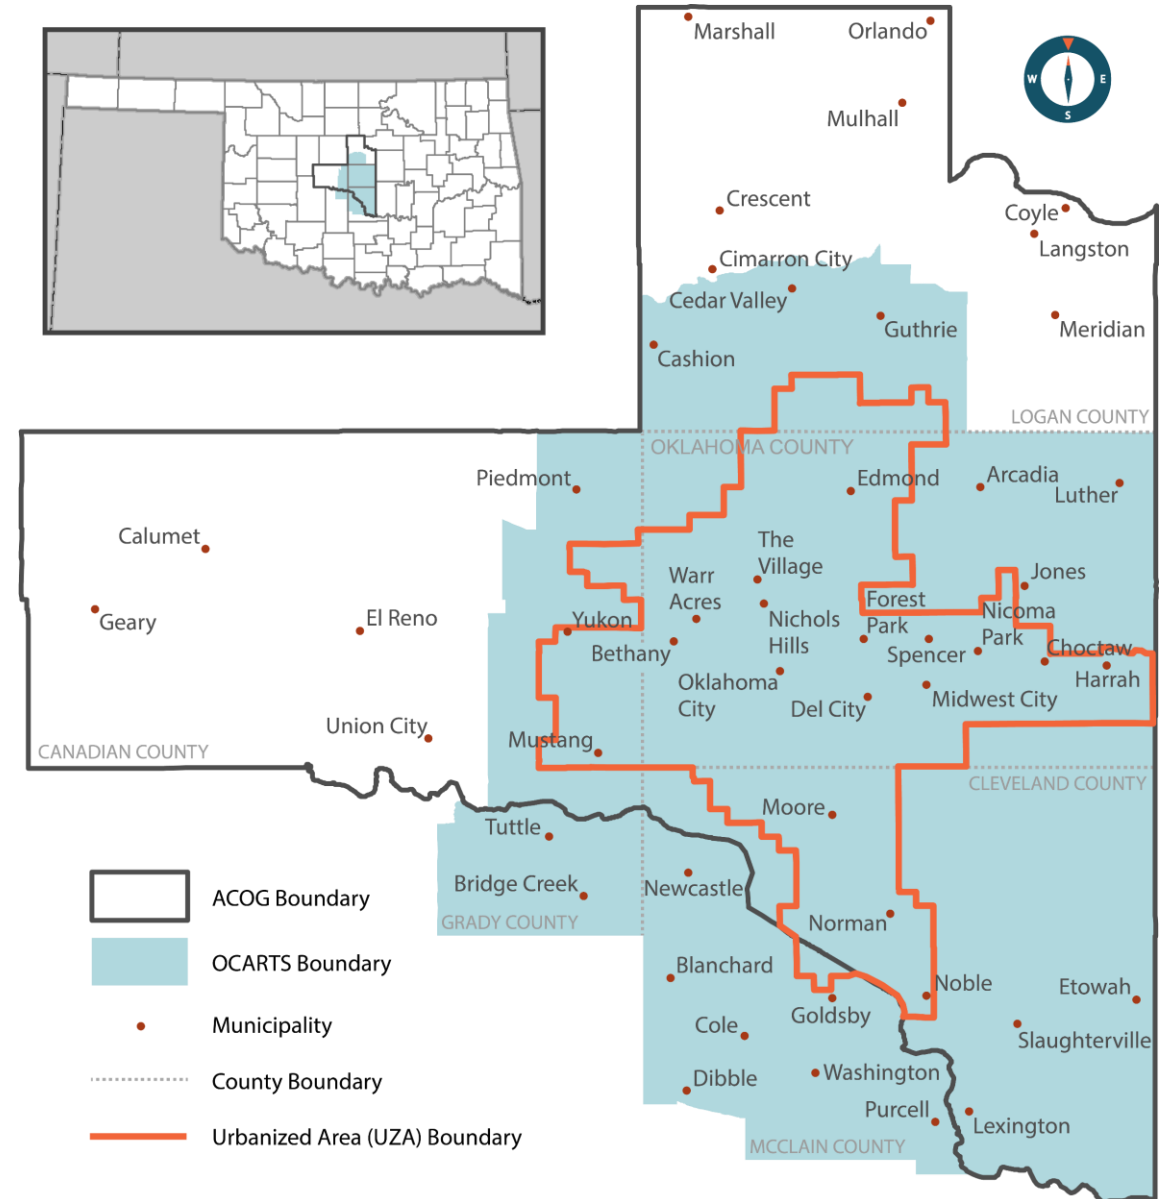 Marshall
Orlando
Mulhall
W
E
S
Crescent
Coyle
Langston
Cimarron City
Cedar Valley
Guthrie
Meridian
Cashion
LOGAN COUNTY
OKLAHOMA COUNTY
Piedmont
Edmond
Arcadia
Luther
Calumet
The
Village
Warr
Acres
Jones
Geary
El Reno
Yukon
Nichols
Hills
Forest
Park
Nicoma
Park
Bethany
Spencer
Choctaw
Harrah
Oklahoma
City
Del City
Midwest City
Union City
Mustang
CANADIAN COUNTY
CLEVELAND COUNTY
Moore
Tuttle
Bridge Creek
Newcastle
GRADY COUNTY
Norman
Blanchard
Noble
Etowah
Goldsby
Cole
Slaughterville
Dibble
Washington
Purcell
Lexington
MCCLAIN COUNTY
ACOG Boundary
OCARTS Boundary
Municipality
County Boundary
Urbanized Area (UZA) Boundary